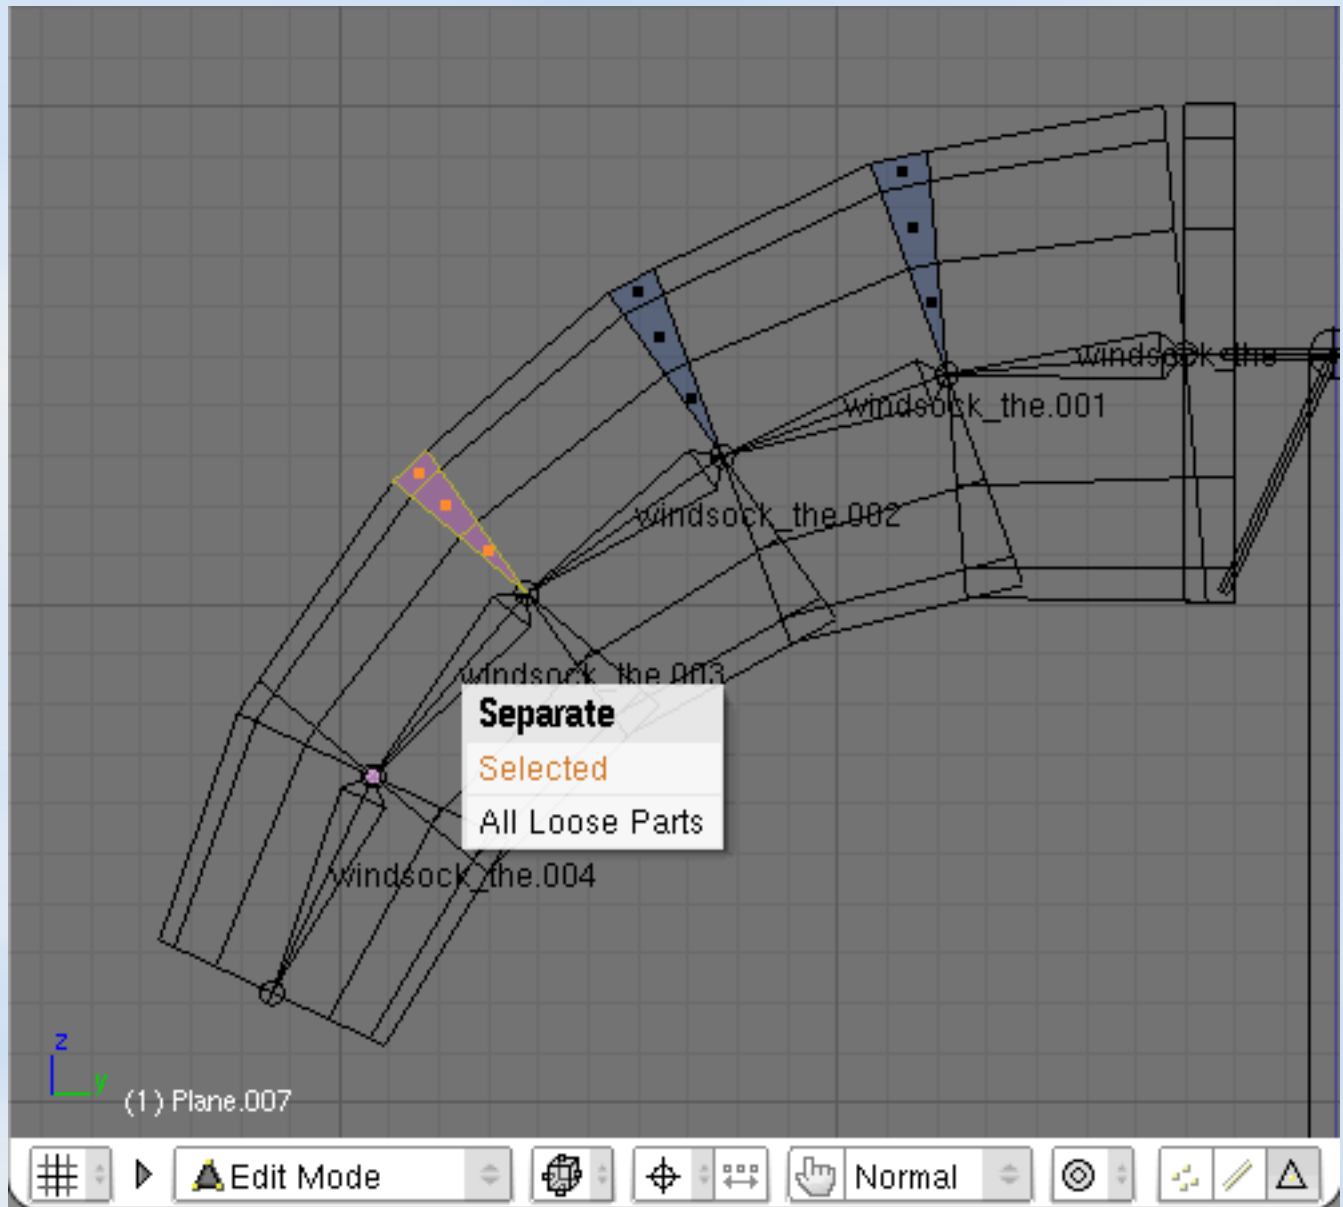 windsock_the
windsock_the.001
windsock_the.002
windsock_the.003
Separate
Selected
All Loose Parts
windsock_the.004
z
y
(1) Plane.007
Edit Mode
Normal